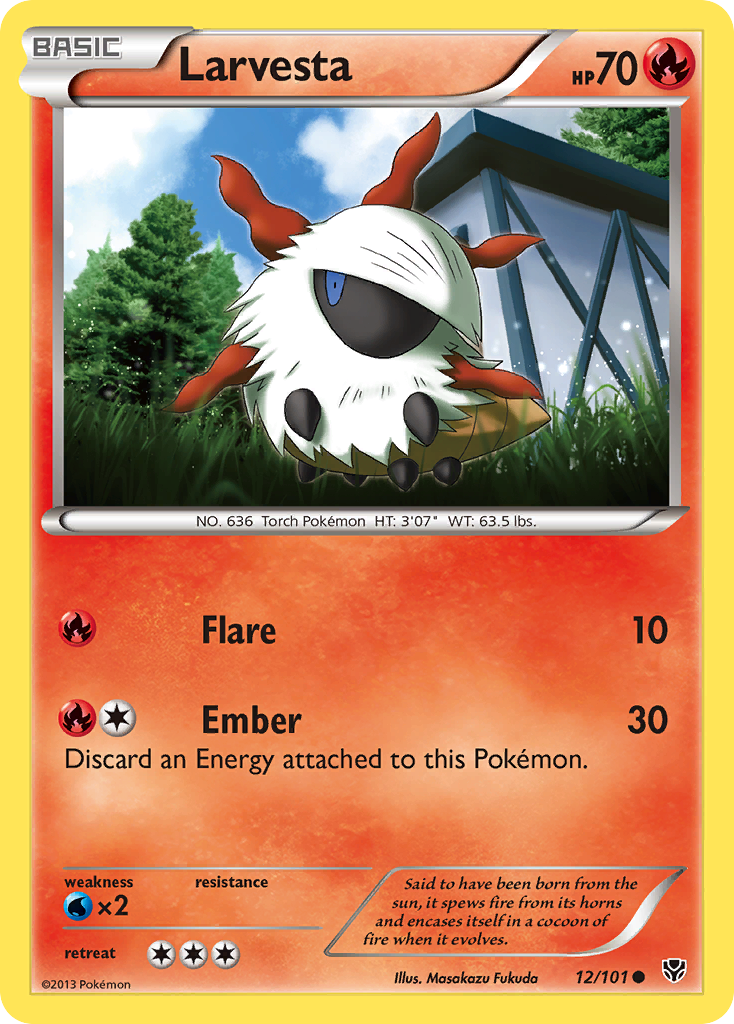 BASIC
Larvesta
HP70
NO. 636 Torch Pokémon HT: 3'07" WT: 63.5 lbs.
Flare 10
Ember 30
Discard an Energy attached to this Pokémon.
weakness resistance
×2
retreat
Said to have been born from the
sun, it spews fire from its horns
and encases itself in a cocoon of
fire when it evolves.
©2013 Pokémon
Illus. Masakazu Fukuda
12/101